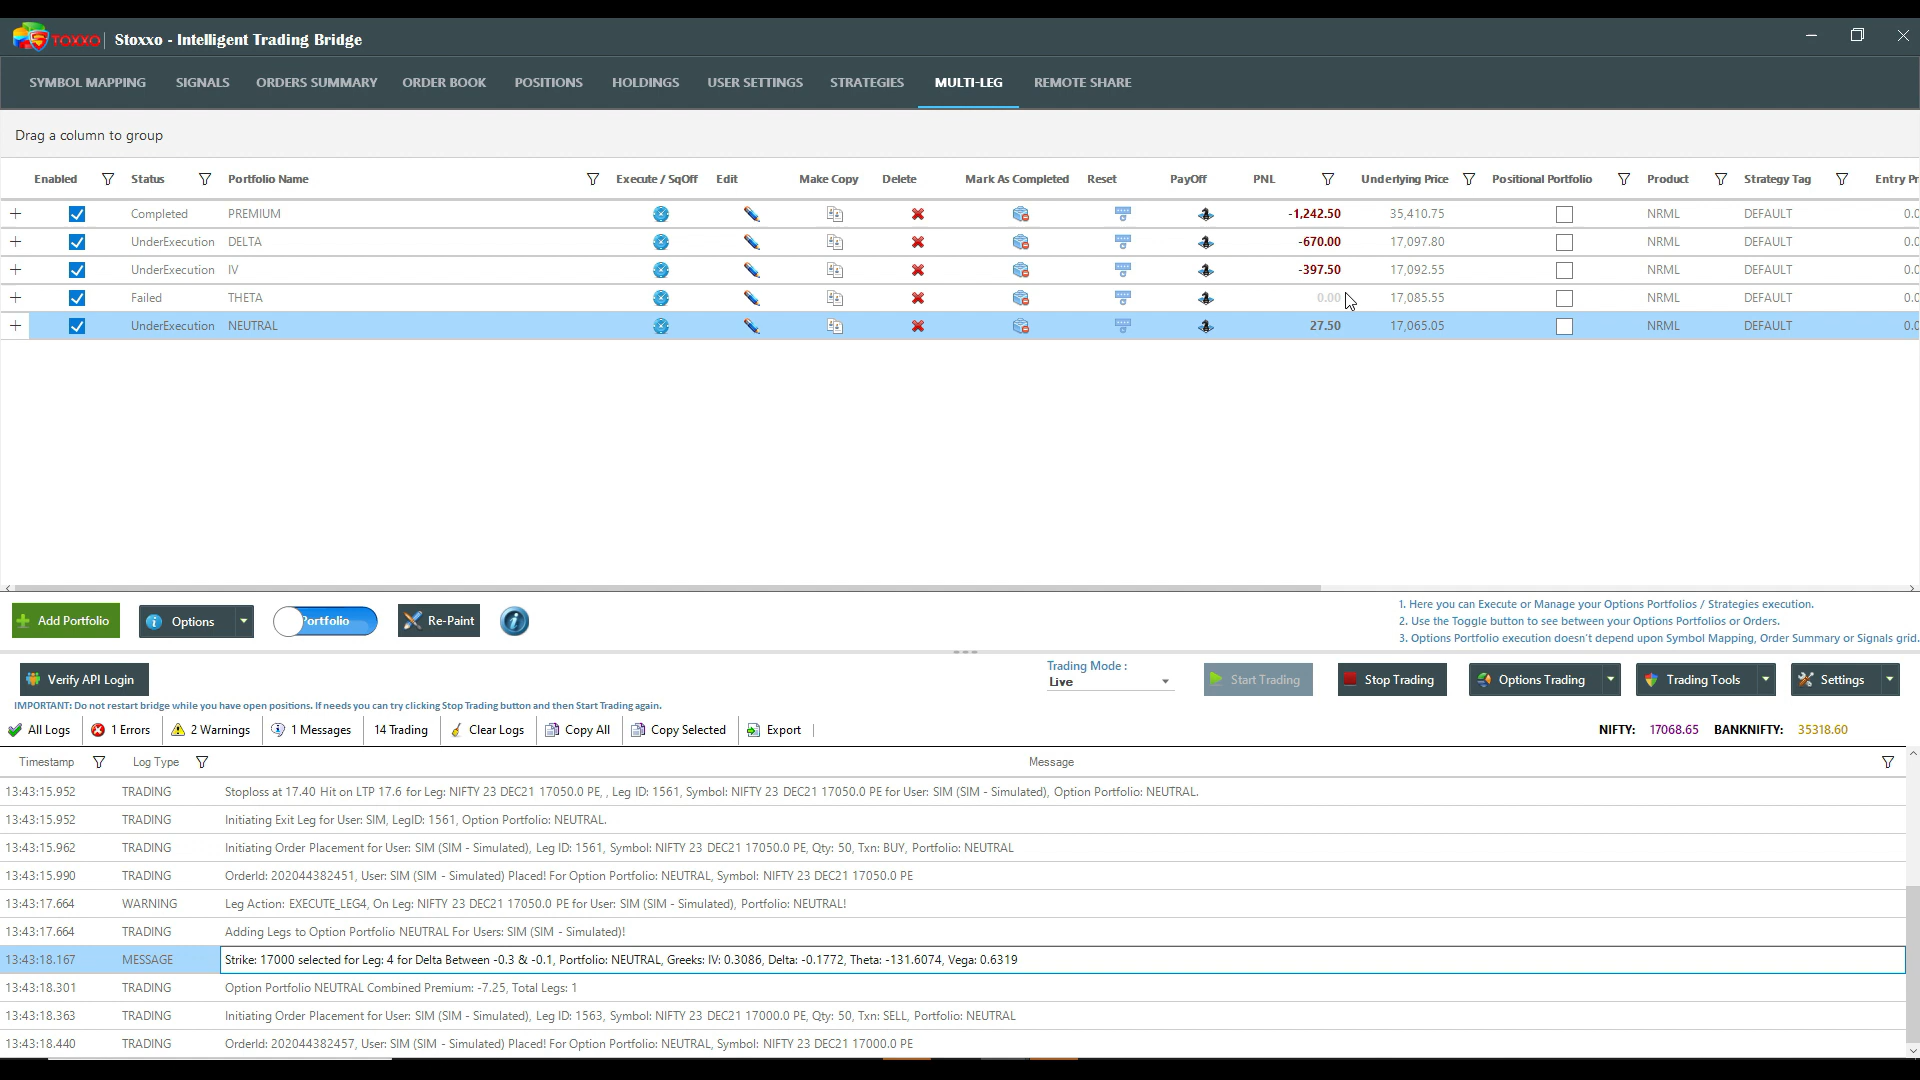 TOXXO
Stoxxo - Intelligent Trading Bridge
SYMBOL MAPPING SIGNALS ORDERS SUMMARY ORDER BOOK POSITIONS HOLDINGS USER SETTINGS STRATEGIES MULTI-LEG REMOTE SHARE
Drag a column to group
Enabled Status Portfolio Name Execute / SqOff Edit Make Copy Delete Mark As Completed Reset PayOff PNL Underlying Price Positional Portfolio Product Strategy Tag Entry Pr
Completed PREMIUM -1,242.50 35,410.75 NRML DEFAULT 0.0
UnderExecution DELTA -670.00 17,097.80 NRML DEFAULT 0.0
UnderExecution IV -397.50 17,092.55 NRML DEFAULT 0.0
Failed THETA 0.00 17,085.55 NRML DEFAULT 0.0
UnderExecution NEUTRAL 27.50 17,065.05 NRML DEFAULT 0.0
Add Portfolio Options Portfolio Re-Paint
1. Here you can Execute or Manage your Options Portfolios / Strategies execution.
2. Use the Toggle button to see between your Options Portfolios or Orders.
3. Options Portfolio execution doesn't depend upon Symbol Mapping, Order Summary or Signals grid.
Verify API Login
Trading Mode :
Live
Start Trading Stop Trading Options Trading Trading Tools Settings
IMPORTANT: Do not restart bridge while you have open positions. If needs you can try clicking Stop Trading button and then Start Trading again.
All Logs 1 Errors 2 Warnings 1 Messages 14 Trading Clear Logs Copy All Copy Selected Export NIFTY: 17068.65 BANKNIFTY: 35318.60
Timestamp Log Type Message
13:43:15.952 TRADING Stoploss at 17.40 Hit on LTP 17.6 for Leg: NIFTY 23 DEC21 17050.0 PE, , Leg ID: 1561, Symbol: NIFTY 23 DEC21 17050.0 PE for User: SIM (SIM - Simulated), Option Portfolio: NEUTRAL.
13:43:15.952 TRADING Initiating Exit Leg for User: SIM, LegID: 1561, Option Portfolio: NEUTRAL.
13:43:15.962 TRADING Initiating Order Placement for User: SIM (SIM - Simulated), Leg ID: 1561, Symbol: NIFTY 23 DEC21 17050.0 PE, Qty: 50, Txn: BUY, Portfolio: NEUTRAL
13:43:15.990 TRADING OrderId: 202044382451, User: SIM (SIM - Simulated) Placed! For Option Portfolio: NEUTRAL, Symbol: NIFTY 23 DEC21 17050.0 PE
13:43:17.664 WARNING Leg Action: EXECUTE_LEG4, On Leg: NIFTY 23 DEC21 17050.0 PE for User: SIM (SIM - Simulated), Portfolio: NEUTRAL!
13:43:17.664 TRADING Adding Legs to Option Portfolio NEUTRAL For Users: SIM (SIM - Simulated)!
13:43:18.167 MESSAGE Strike: 17000 selected for Leg: 4 for Delta Between -0.3 & -0.1, Portfolio: NEUTRAL, Greeks: IV: 0.3086, Delta: -0.1772, Theta: -131.6074, Vega: 0.6319
13:43:18.301 TRADING Option Portfolio NEUTRAL Combined Premium: -7.25, Total Legs: 1
13:43:18.363 TRADING Initiating Order Placement for User: SIM (SIM - Simulated), Leg ID: 1563, Symbol: NIFTY 23 DEC21 17000.0 PE, Qty: 50, Txn: SELL, Portfolio: NEUTRAL
13:43:18.440 TRADING OrderId: 202044382457, User: SIM (SIM - Simulated) Placed! For Option Portfolio: NEUTRAL, Symbol: NIFTY 23 DEC21 17000.0 PE